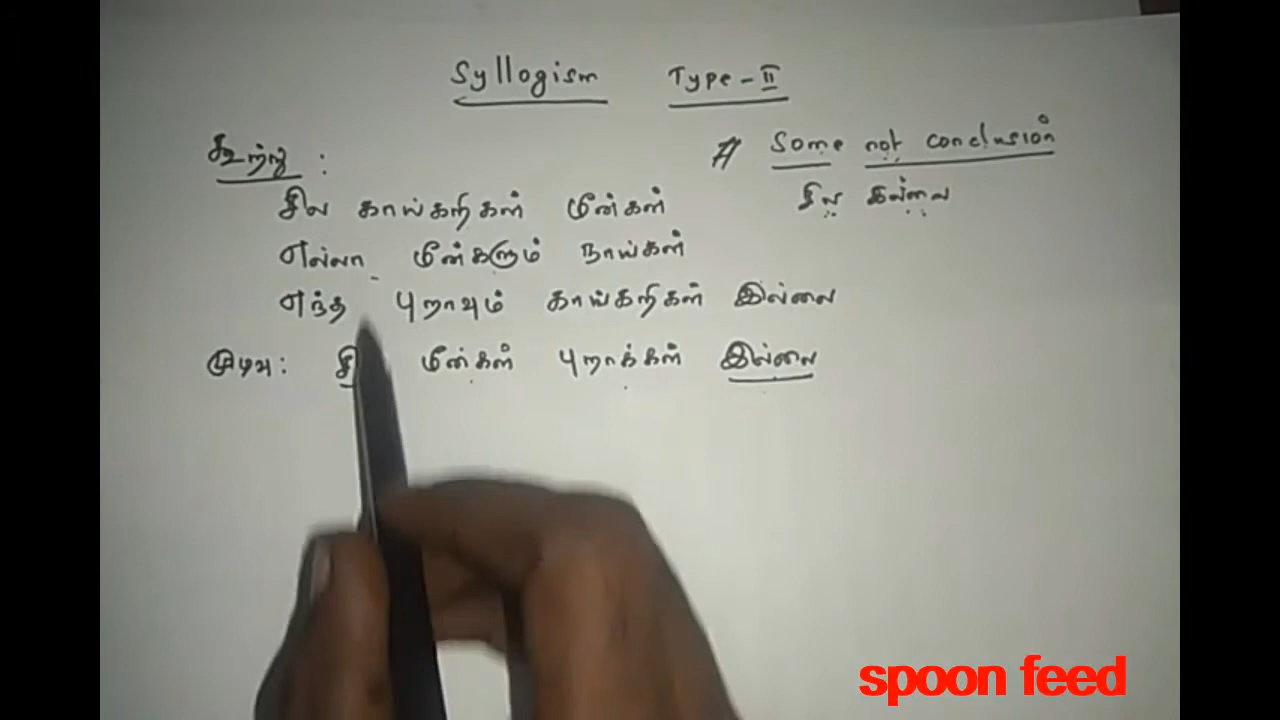 Syllogism Type - II
கூற்று :
# Some not conclusion
சில காய்கறிகள் மீன்கள்
சில இல்லை
எல்லா மீன்களும் நாய்கள்
எந்த புறாவும் காய்கறிகள் இல்லை
முடிவு : மீன்கள் புறாக்கள் இல்லை
spoon feed